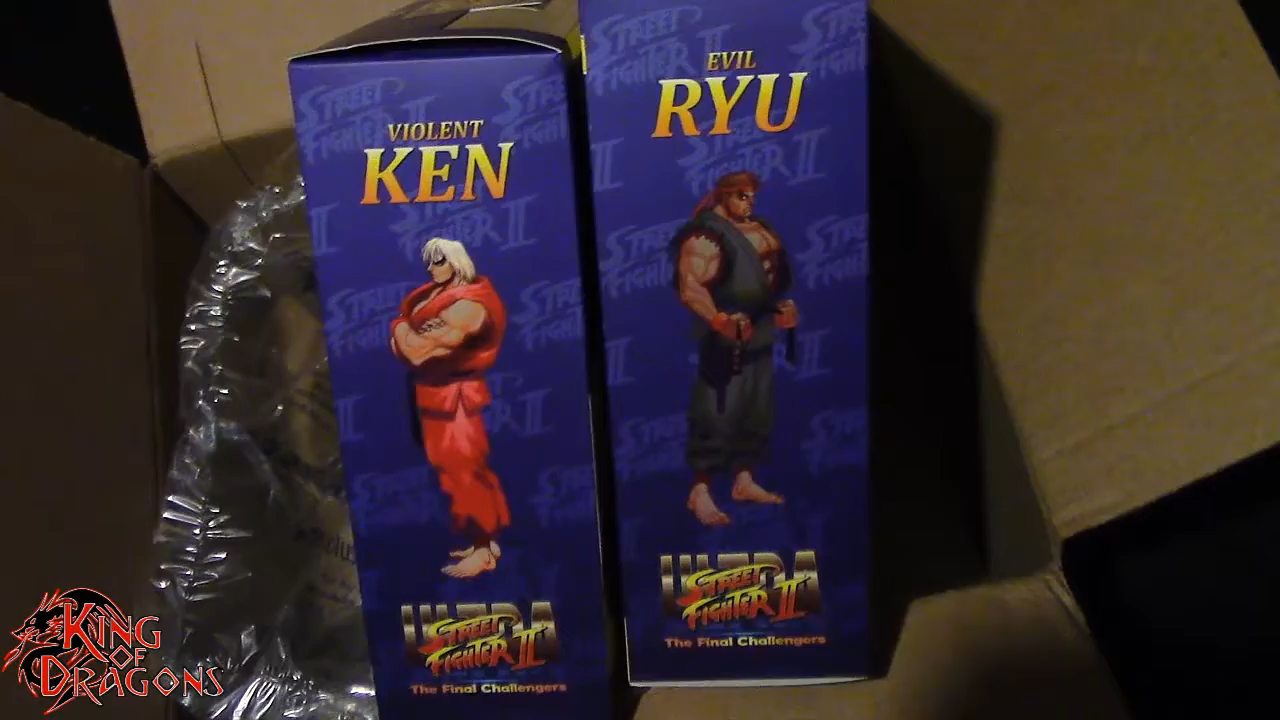 VIOLENT
KEN
ULTRA
STREET
FIGHTER II
The Final Challengers
EVIL
RYU
ULTRA
STREET
FIGHTER II
The Final Challengers
KING
OF
DRAGONS